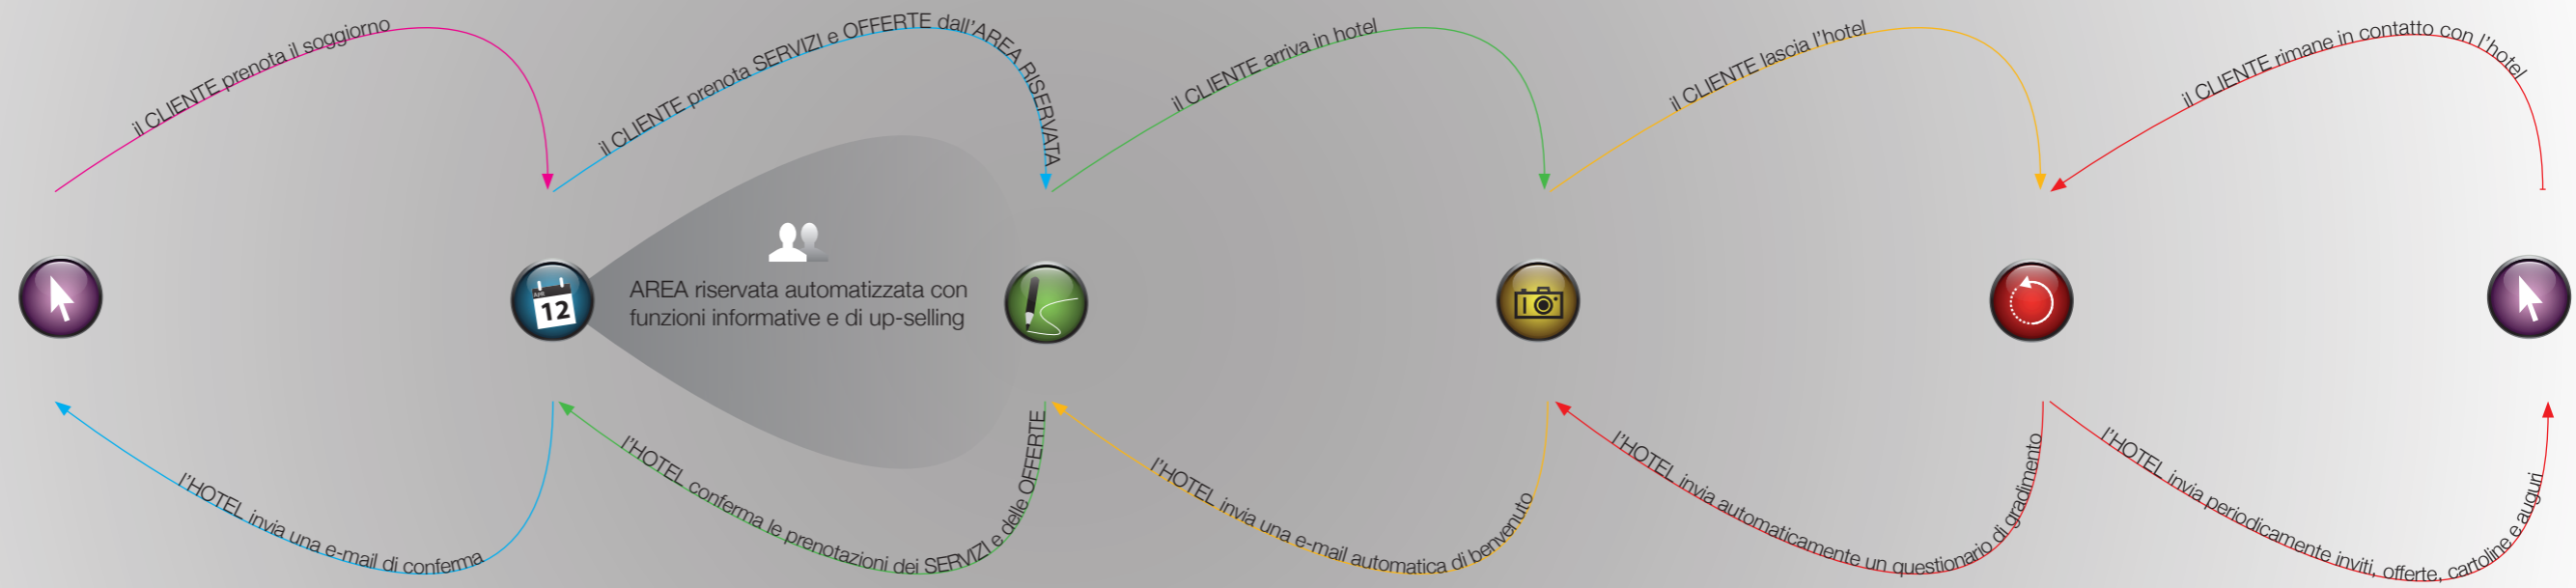 il CLIENTE prenota il soggiorno
il CLIENTE prenota SERVIZI e OFFERTE dall'AREA RISERVATA
il CLIENTE arriva in hotel
il CLIENTE lascia l'hotel
il CLIENTE rimane in contatto con l'hotel
APR
12
AREA riservata automatizzata con
funzioni informative e di up-selling
l'HOTEL invia una e-mail di conferma
l'HOTEL conferma le prenotazioni dei SERVIZI e delle OFFERTE
l'HOTEL invia una e-mail automatica di benvenuto
l'HOTEL invia automaticamente un questionario di gradimento
l'HOTEL invia periodicamente inviti, offerte, cartoline e auguri